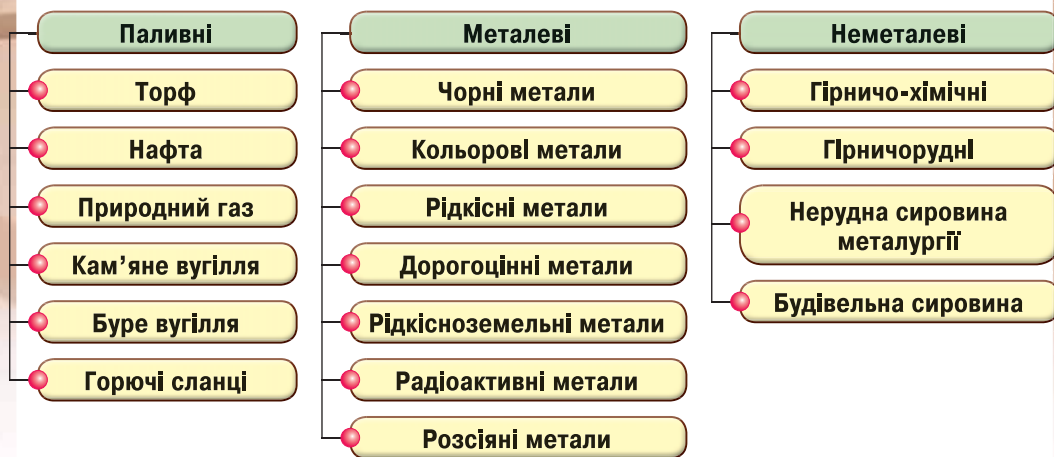 Паливні
Торф
Нафта
Природний газ
Кам’яне вугілля
Буре вугілля
Горючі сланці
Металеві
Чорні метали
Кольорові метали
Рідкісні метали
Дорогоцінні метали
Рідкісноземельні метали
Радіоактивні метали
Розсіяні метали
Неметалеві
Гірничо-хімічні
Гірничорудні
Нерудна сировина
металургії
Будівельна сировина